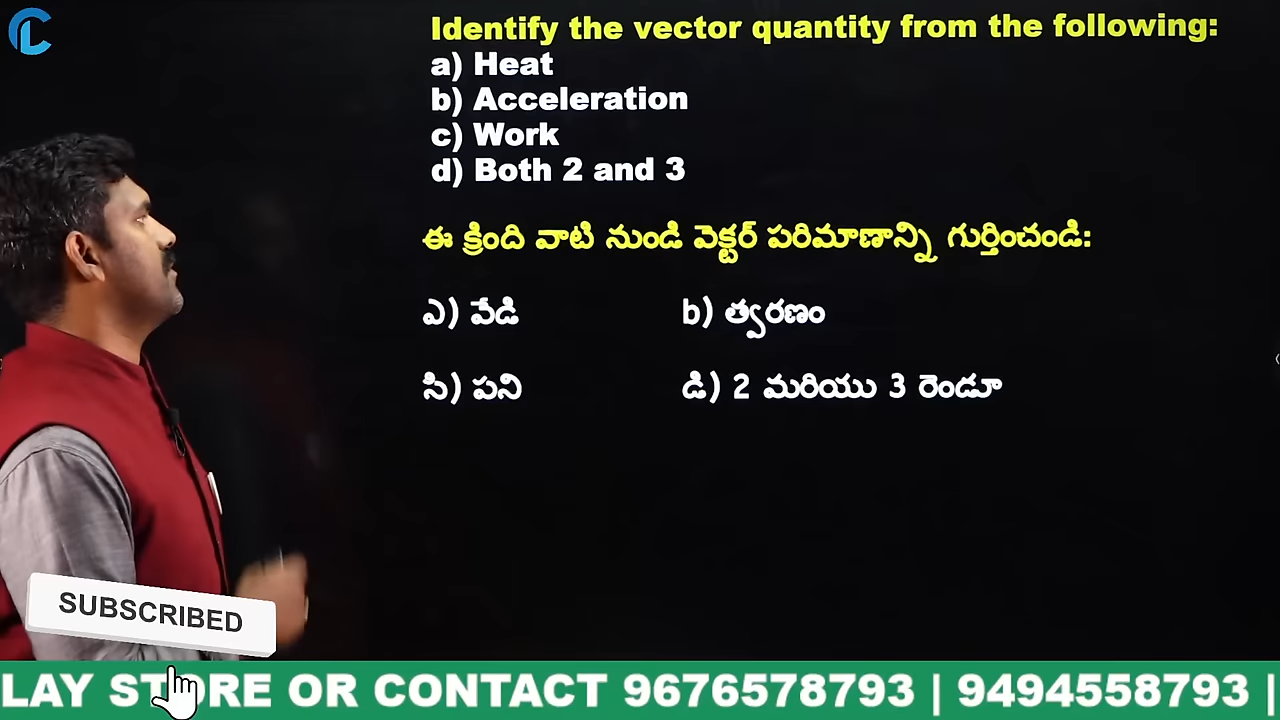 Identify the vector quantity from the following:
a) Heat
b) Acceleration
c) Work
d) Both 2 and 3
ఈ క్రింది వాటి నుండి వెక్టర్ పరిమాణాన్ని గుర్తించండి:
ఎ) వేడి b) త్వరణం
సి) పని డి) 2 మరియు 3 రెండూ
SUBSCRIBED
LAY STORE OR CONTACT 9676578793 | 9494558793 |